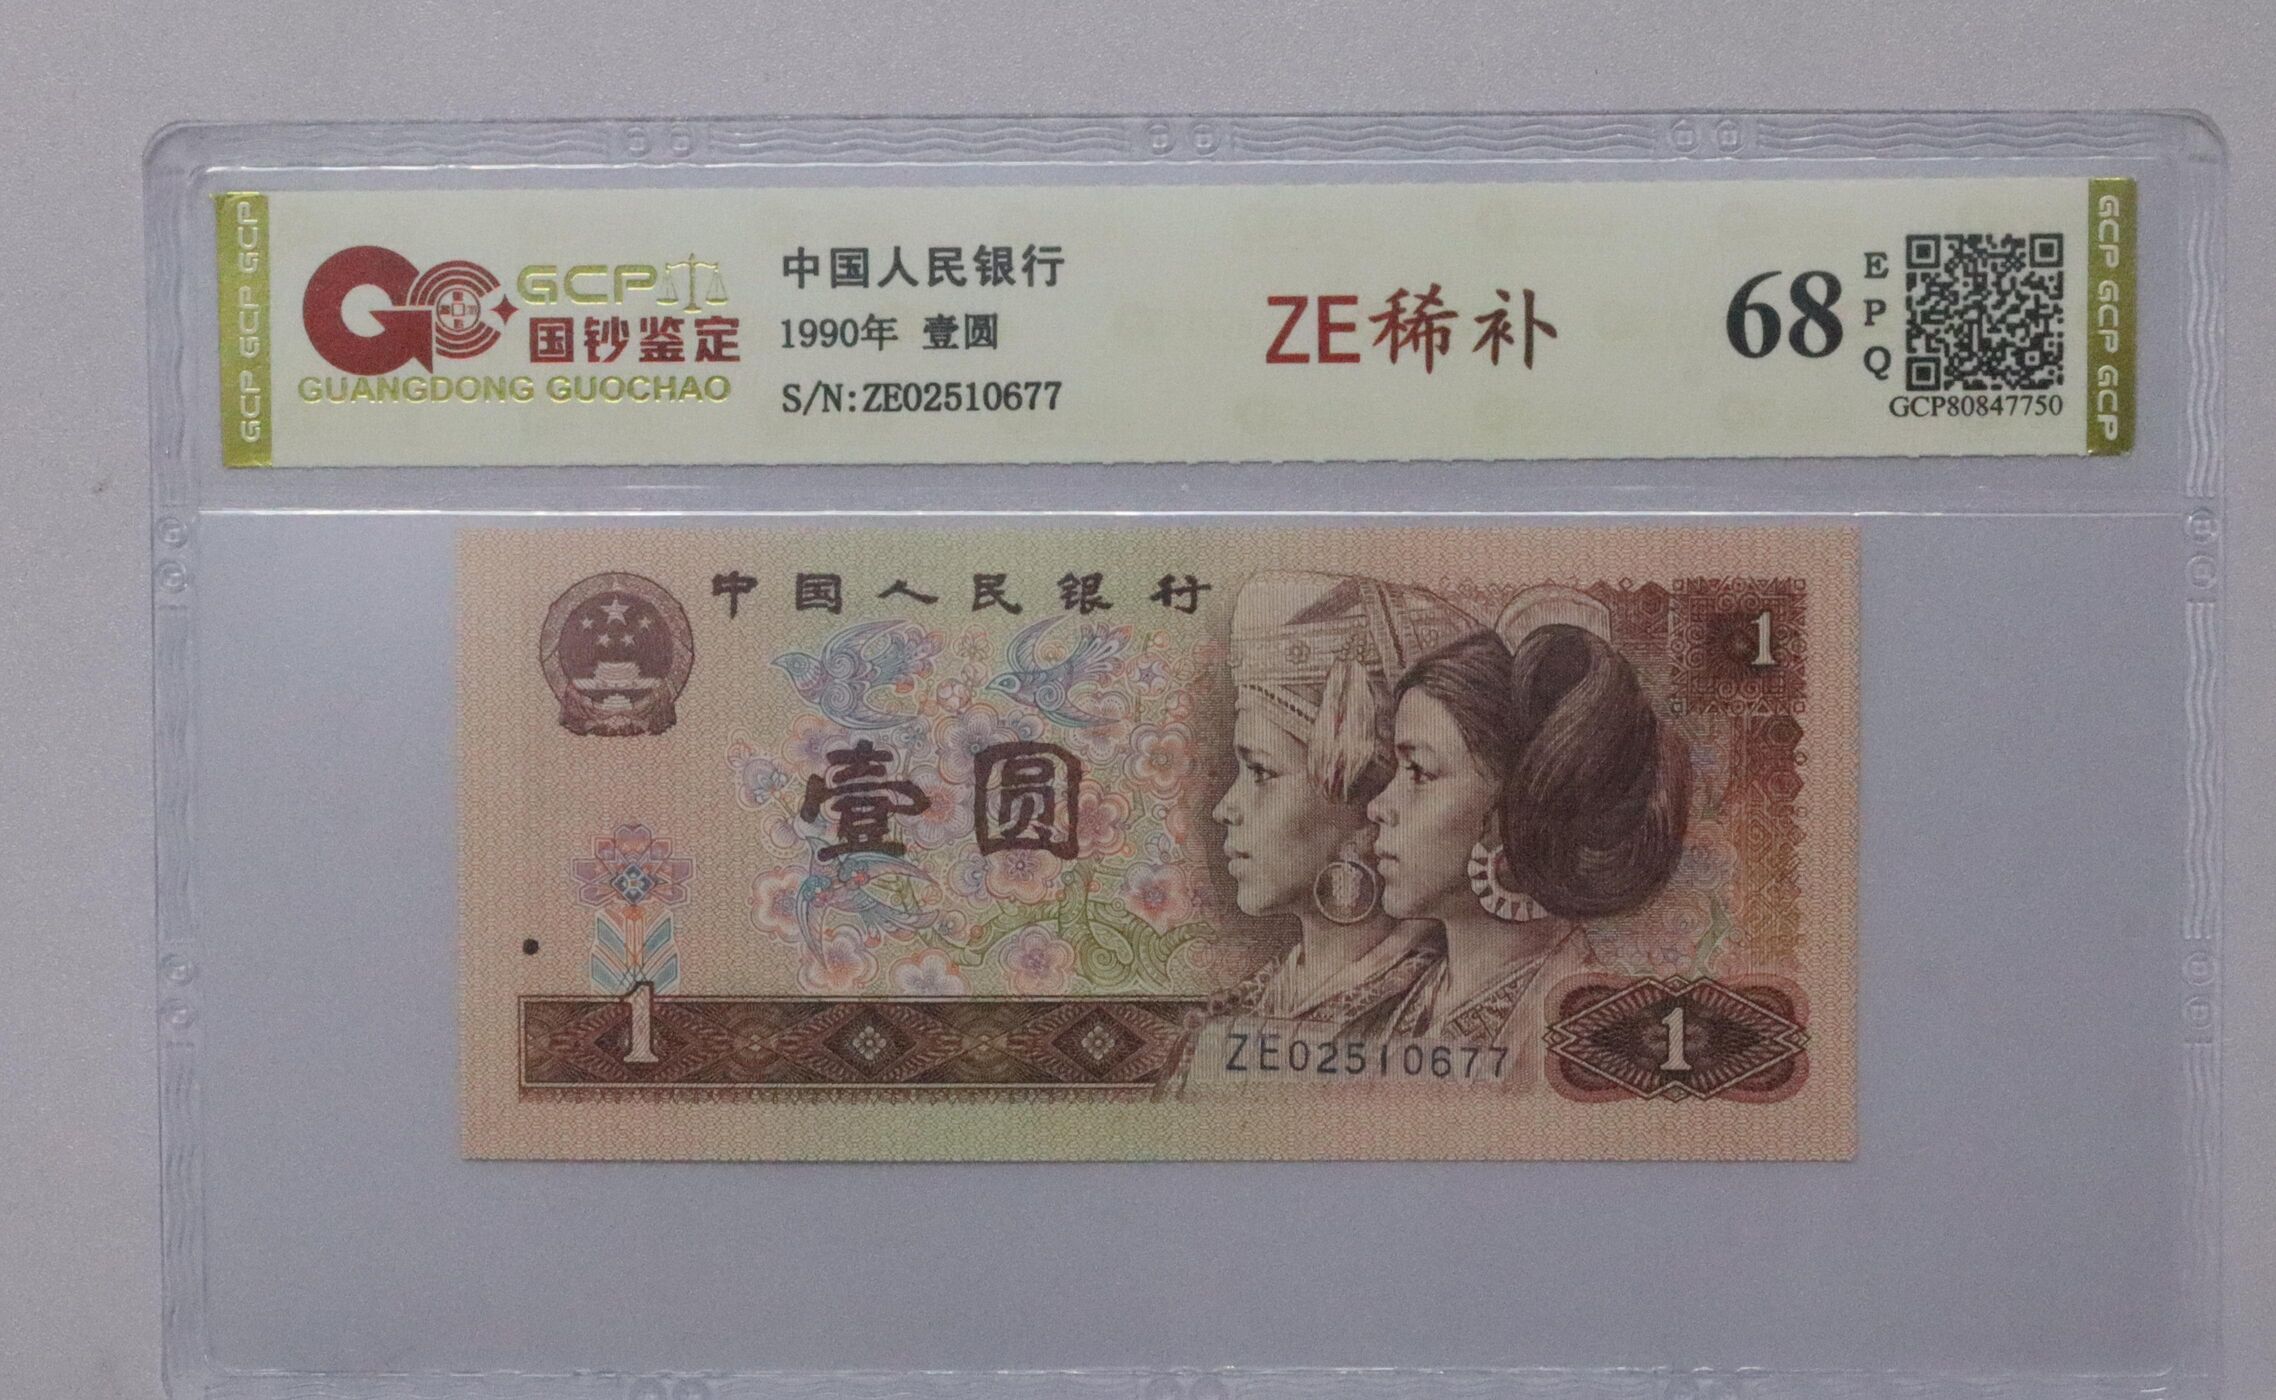 GCP GCP GCP
GCP
国钞鉴定
GUANGDONG GUOCHAO
中国人民银行
1990年 壹圆
S/N:ZE02510677
ZE稀补
68
EPQ
GCP80847750
GCP GCP GCP
中国人民银行
1
壹圆
1
ZE02510677
1